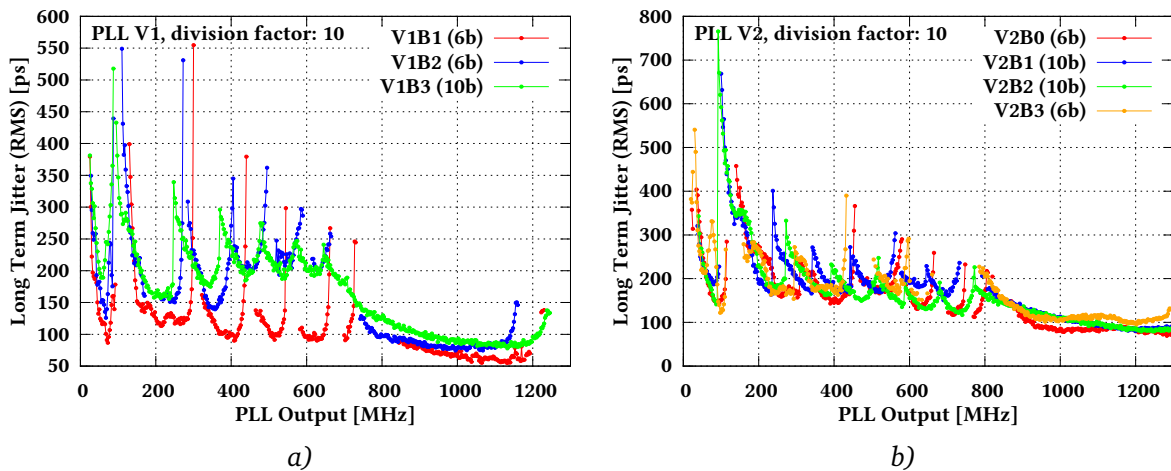 PLL V1, division factor: 10
V1B1 (6b)
V1B2 (6b)
V1B3 (10b)
Long Term Jitter (RMS) [ps]
600
550
500
450
400
350
300
250
200
150
100
50
0 200 400 600 800 1000 1200
PLL Output [MHz]
a)
PLL V2, division factor: 10
V2B0 (6b)
V2B1 (10b)
V2B2 (10b)
V2B3 (6b)
Long Term Jitter (RMS) [ps]
800
700
600
500
400
300
200
100
0
0 200 400 600 800 1000 1200
PLL Output [MHz]
b)